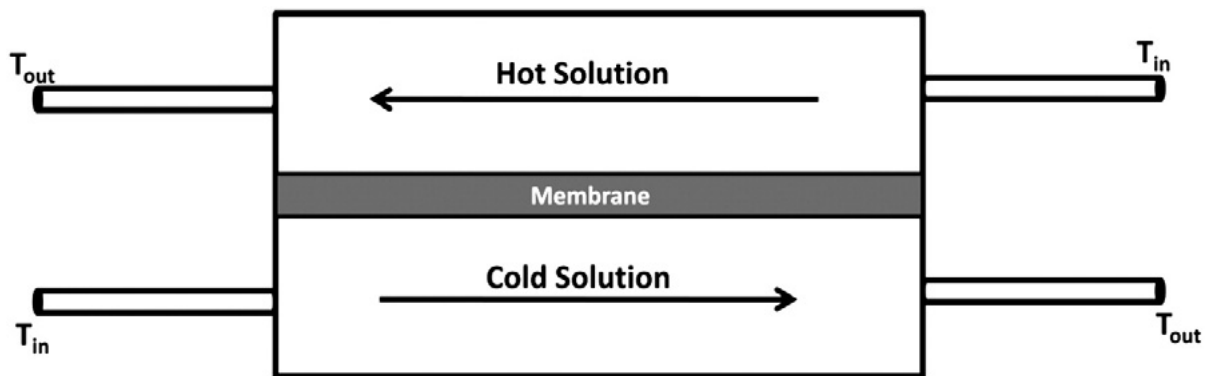 T_out
Hot Solution
T_in
Membrane
Cold Solution
T_in
T_out